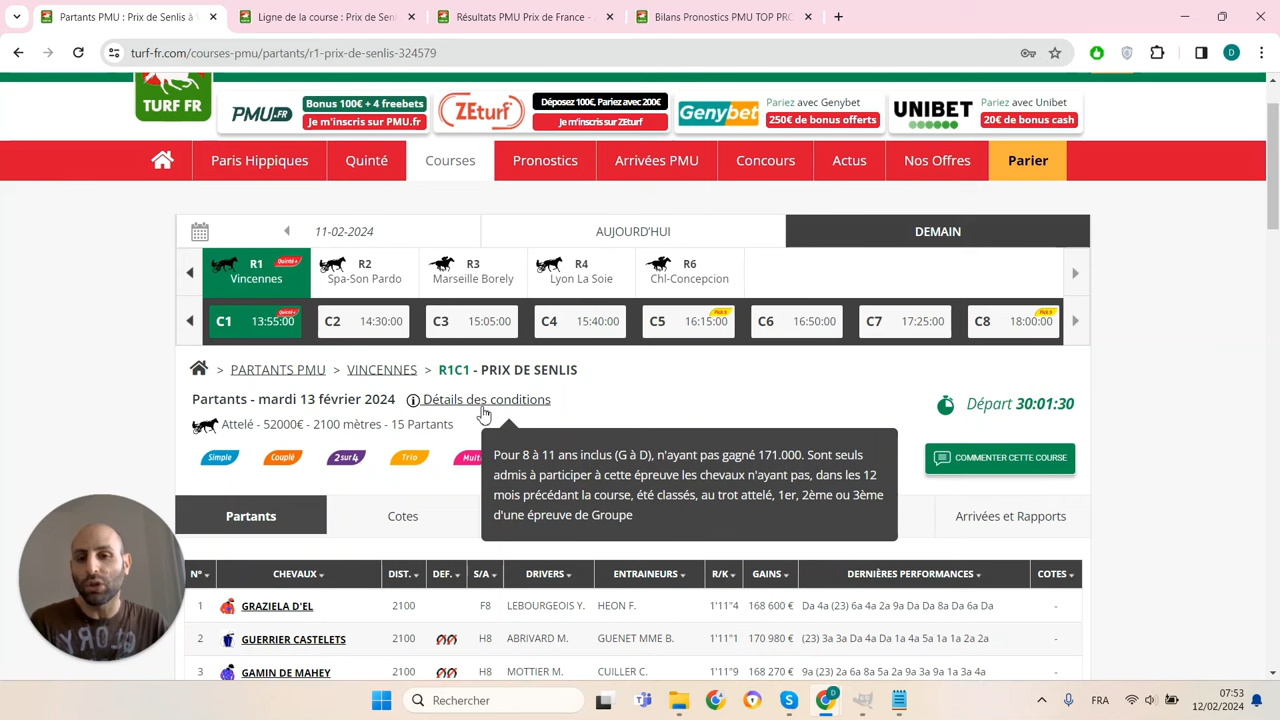 Partants PMU : Prix de Senlis à
Ligne de la course : Prix de Sen
Résultats PMU Prix de France -
Bilans Pronostics PMU TOP PRO
turf-fr.com/courses-pmu/partants/r1-prix-de-senlis-324579
D
TURF FR
PMU.FR
Bonus 100€ + 4 freebets
Je m'inscris sur PMU.fr
ZEturf
Déposez 100€, Pariez avec 200€
Je m'inscris sur ZEturf
Genybet
Pariez avec Genybet
250€ de bonus offerts
UNIBET
Pariez avec Unibet
20€ de bonus cash
Paris Hippiques Quinté Courses Pronostics Arrivées PMU Concours Actus Nos Offres Parier
11-02-2024 AUJOURD'HUI DEMAIN
R1 Quinté+ R2 R3 R4 R6
Vincennes Spa-Son Pardo Marseille Borely Lyon La Soie Chl-Concepcion
C1 13:55:00 Quinté+ C2 14:30:00 C3 15:05:00 C4 15:40:00 C5 16:15:00 Pick 5 C6 16:50:00 C7 17:25:00 C8 18:00:00 Pick 5
> PARTANTS PMU > VINCENNES > R1C1 - PRIX DE SENLIS
Partants - mardi 13 février 2024 Détails des conditions
Départ 30:01:30
Attelé - 52000€ - 2100 mètres - 15 Partants
Simple Couplé 2sur4 Trio Multi
Pour 8 à 11 ans inclus (G à D), n'ayant pas gagné 171.000. Sont seuls
admis à participer à cette épreuve les chevaux n'ayant pas, dans les 12
mois précédant la course, été classés, au trot attelé, 1er, 2ème ou 3ème
d'une épreuve de Groupe
COMMENTER CETTE COURSE
Partants Cotes Arrivées et Rapports
N° CHEVAUX DIST. DEF. S/A DRIVERS ENTRAINEURS R/K GAINS DERNIÈRES PERFORMANCES COTES
1 GRAZIELA D'EL 2100 F8 LEBOURGEOIS Y. HEON F. 1'11"4 168 600 € Da 4a (23) 6a 4a 2a 9a Da Da 8a Da 6a Da -
2 GUERRIER CASTELETS 2100 H8 ABRIVARD M. GUENET MME B. 1'11"1 170 980 € (23) 3a 3a Da 4a Da 1a 4a 5a 1a 1a 2a 2a -
3 GAMIN DE MAHEY 2100 H8 MOTTIER M. CUILLER C. 1'11"9 168 270 € 9a (23) 2a 6a 8a 5a 2a 9a 3a 9a 1a 3a 4a -
GLORY
Rechercher
FRA
07:53
12/02/2024